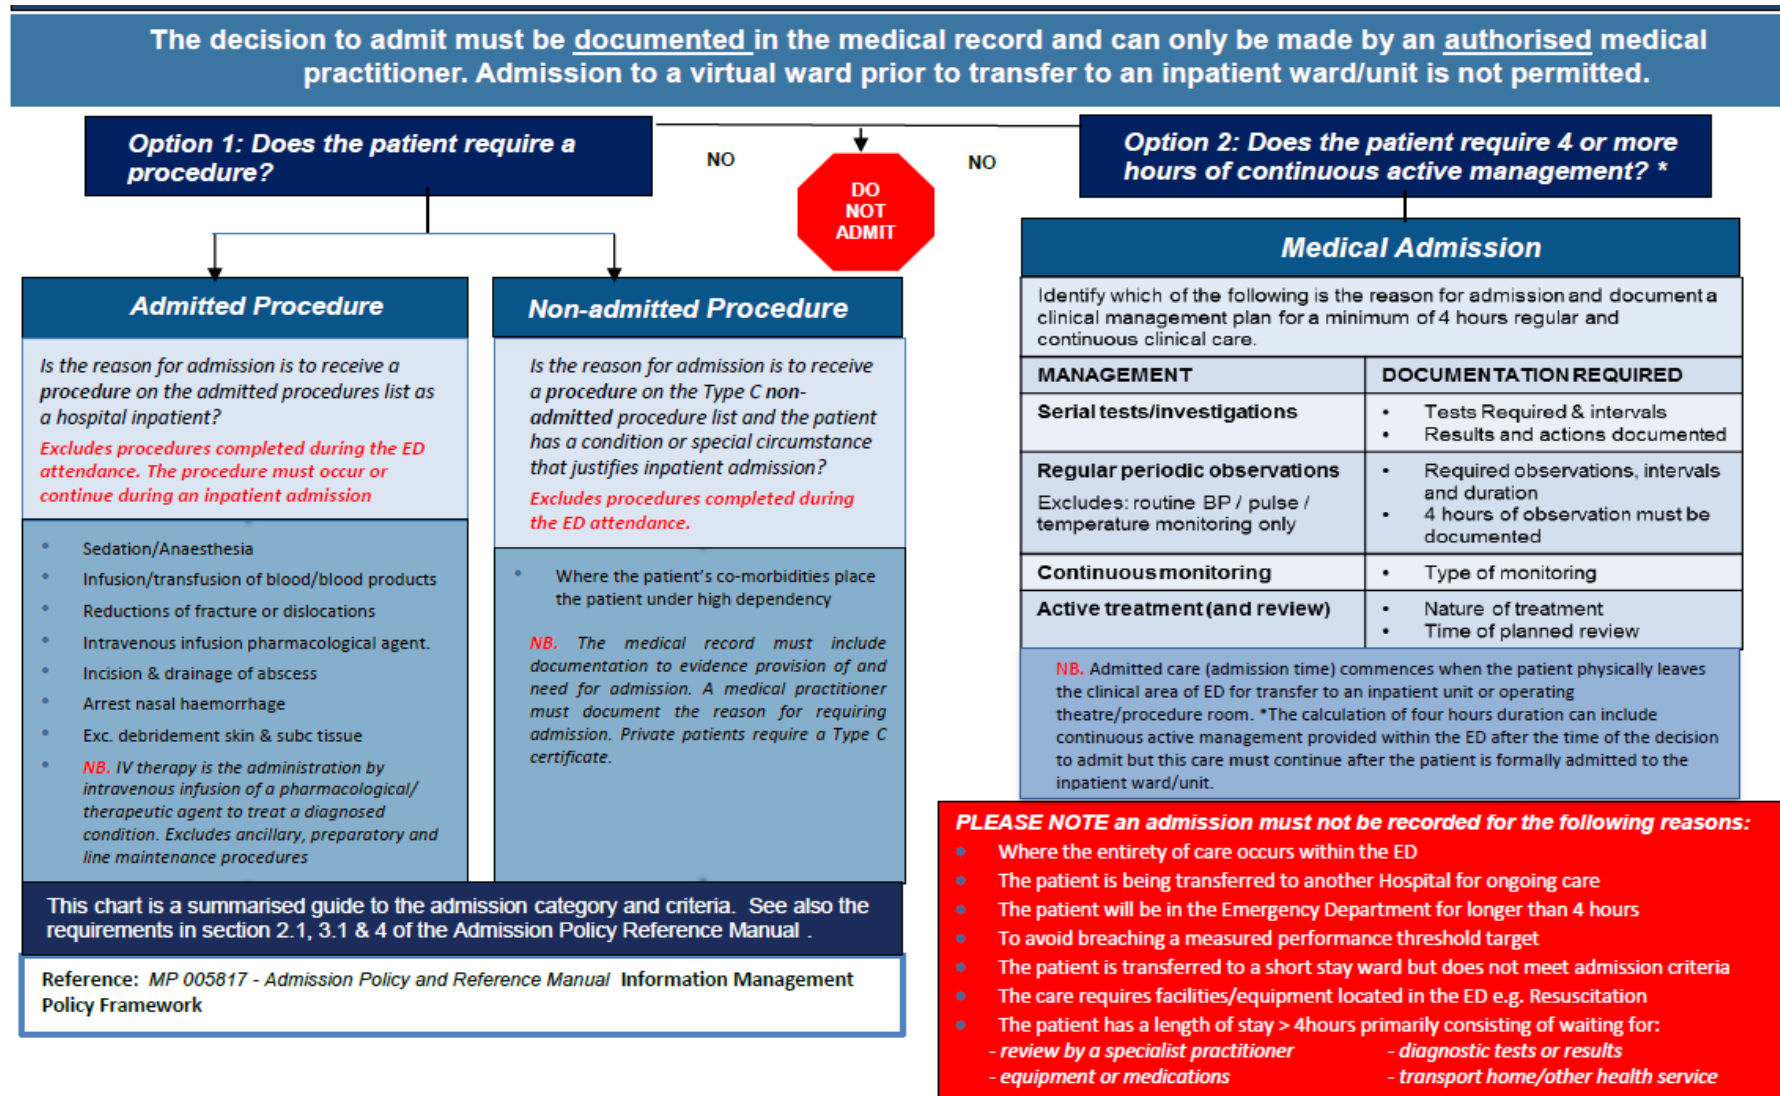 The decision to admit must be documented in the medical record and can only be made by an authorised medical
practitioner. Admission to a virtual ward prior to transfer to an inpatient ward/unit is not permitted.
Option 1: Does the patient require a
procedure?
NO
DO
NOT
ADMIT
NO
Option 2: Does the patient require 4 or more
hours of continuous active management? *
Admitted Procedure
Is the reason for admission is to receive a
procedure on the admitted procedures list as
a hospital inpatient?
Excludes procedures completed during the ED
attendance. The procedure must occur or
continue during an inpatient admission
• Sedation/Anaesthesia
• Infusion/transfusion of blood/blood products
• Reductions of fracture or dislocations
• Intravenous infusion pharmacological agent.
• Incision & drainage of abscess
• Arrest nasal haemorrhage
• Exc. debridement skin & subc tissue
• NB. IV therapy is the administration by
intravenous infusion of a pharmacological/
therapeutic agent to treat a diagnosed
condition. Excludes ancillary, preparatory and
line maintenance procedures
Non-admitted Procedure
Is the reason for admission is to receive
a procedure on the Type C non-
admitted procedure list and the patient
has a condition or special circumstance
that justifies inpatient admission?
Excludes procedures completed during
the ED attendance.
• Where the patient's co-morbidities place
the patient under high dependency
NB. The medical record must include
documentation to evidence provision of and
need for admission. A medical practitioner
must document the reason for requiring
admission. Private patients require a Type C
certificate.
Medical Admission
Identify which of the following is the reason for admission and document a
clinical management plan for a minimum of 4 hours regular and
continuous clinical care.
MANAGEMENT DOCUMENTATION REQUIRED
Serial tests/investigations
• Tests Required & intervals
• Results and actions documented
Regular periodic observations
Excludes: routine BP / pulse /
temperature monitoring only
• Required observations, intervals
and duration
• 4 hours of observation must be
documented
Continuous monitoring
• Type of monitoring
Active treatment (and review)
• Nature of treatment
• Time of planned review
NB. Admitted care (admission time) commences when the patient physically leaves
the clinical area of ED for transfer to an inpatient unit or operating
theatre/procedure room. *The calculation of four hours duration can include
continuous active management provided within the ED after the time of the decision
to admit but this care must continue after the patient is formally admitted to the
inpatient ward/unit.
This chart is a summarised guide to the admission category and criteria. See also the
requirements in section 2.1, 3.1 & 4 of the Admission Policy Reference Manual .
Reference: MP 005817 - Admission Policy and Reference Manual Information Management
Policy Framework
PLEASE NOTE an admission must not be recorded for the following reasons:
• Where the entirety of care occurs within the ED
• The patient is being transferred to another Hospital for ongoing care
• The patient will be in the Emergency Department for longer than 4 hours
• To avoid breaching a measured performance threshold target
• The patient is transferred to a short stay ward but does not meet admission criteria
• The care requires facilities/equipment located in the ED e.g. Resuscitation
• The patient has a length of stay > 4hours primarily consisting of waiting for:
- review by a specialist practitioner - diagnostic tests or results
- equipment or medications - transport home/other health service